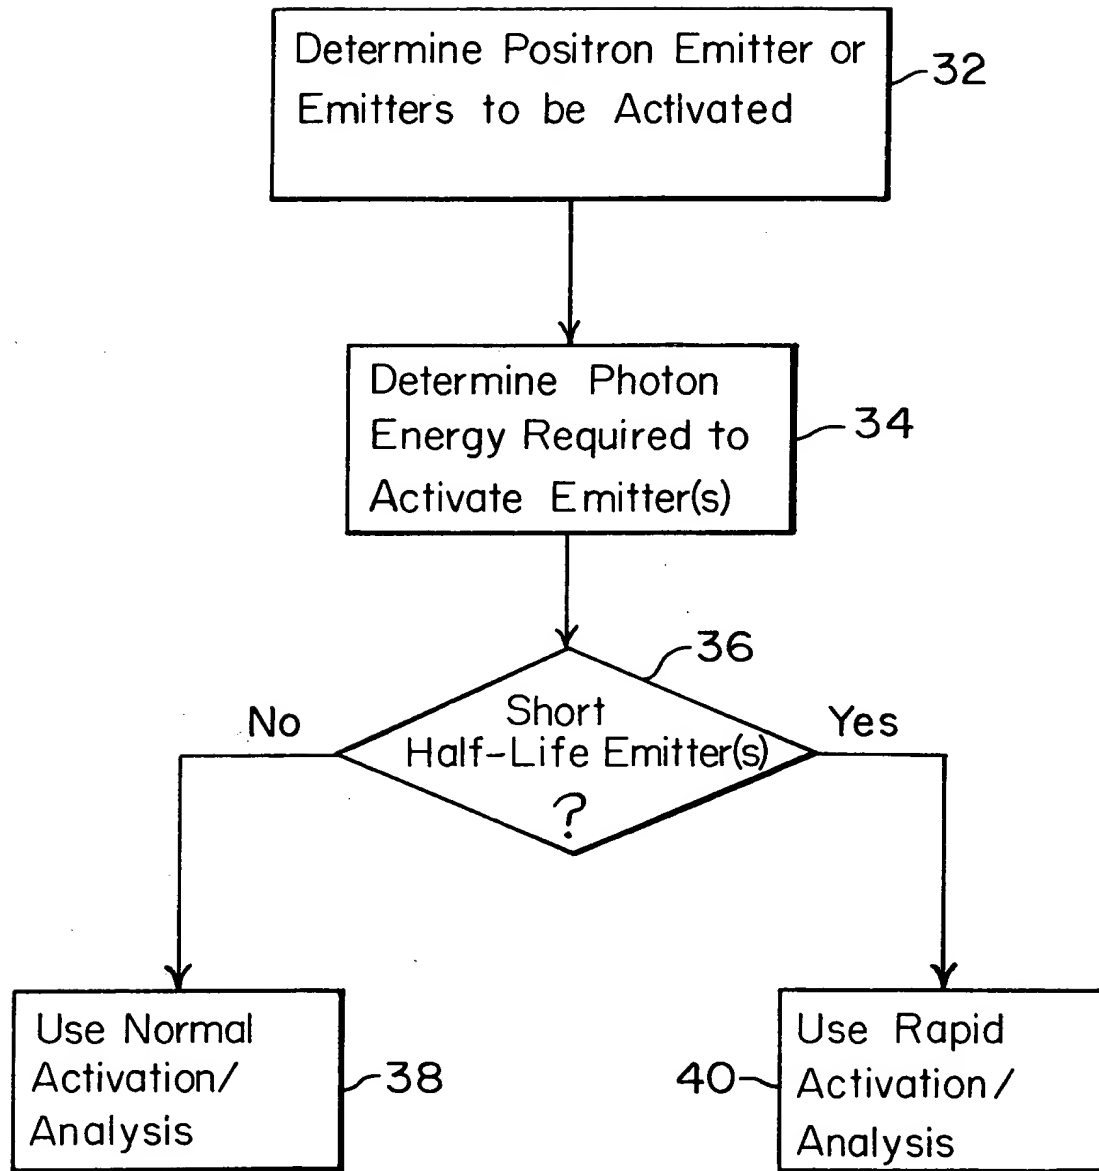 Determine Positron Emitter or
Emitters to be Activated
32
Determine Photon
Energy Required to
Activate Emitter(s)
34
36
No
Short
Half-Life Emitter(s)
?
Yes
Use Normal
Activation/
Analysis
38
40
Use Rapid
Activation/
Analysis